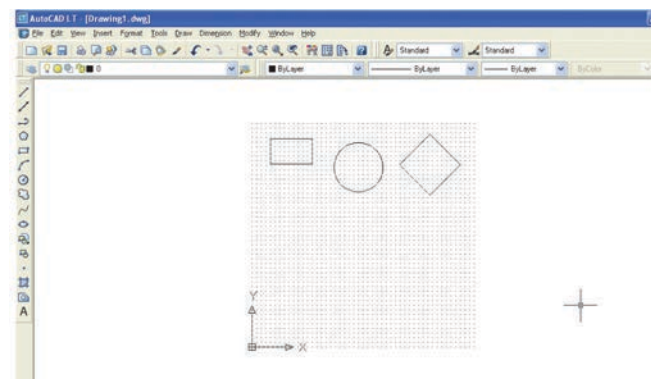 AutoCAD LT - [Drawing1.dwg]
File Edit View Insert Format Tools Draw Dimension Modify Window Help
Standard Standard
0 ByLayer ByLayer ByLayer ByColor
A
Y
X